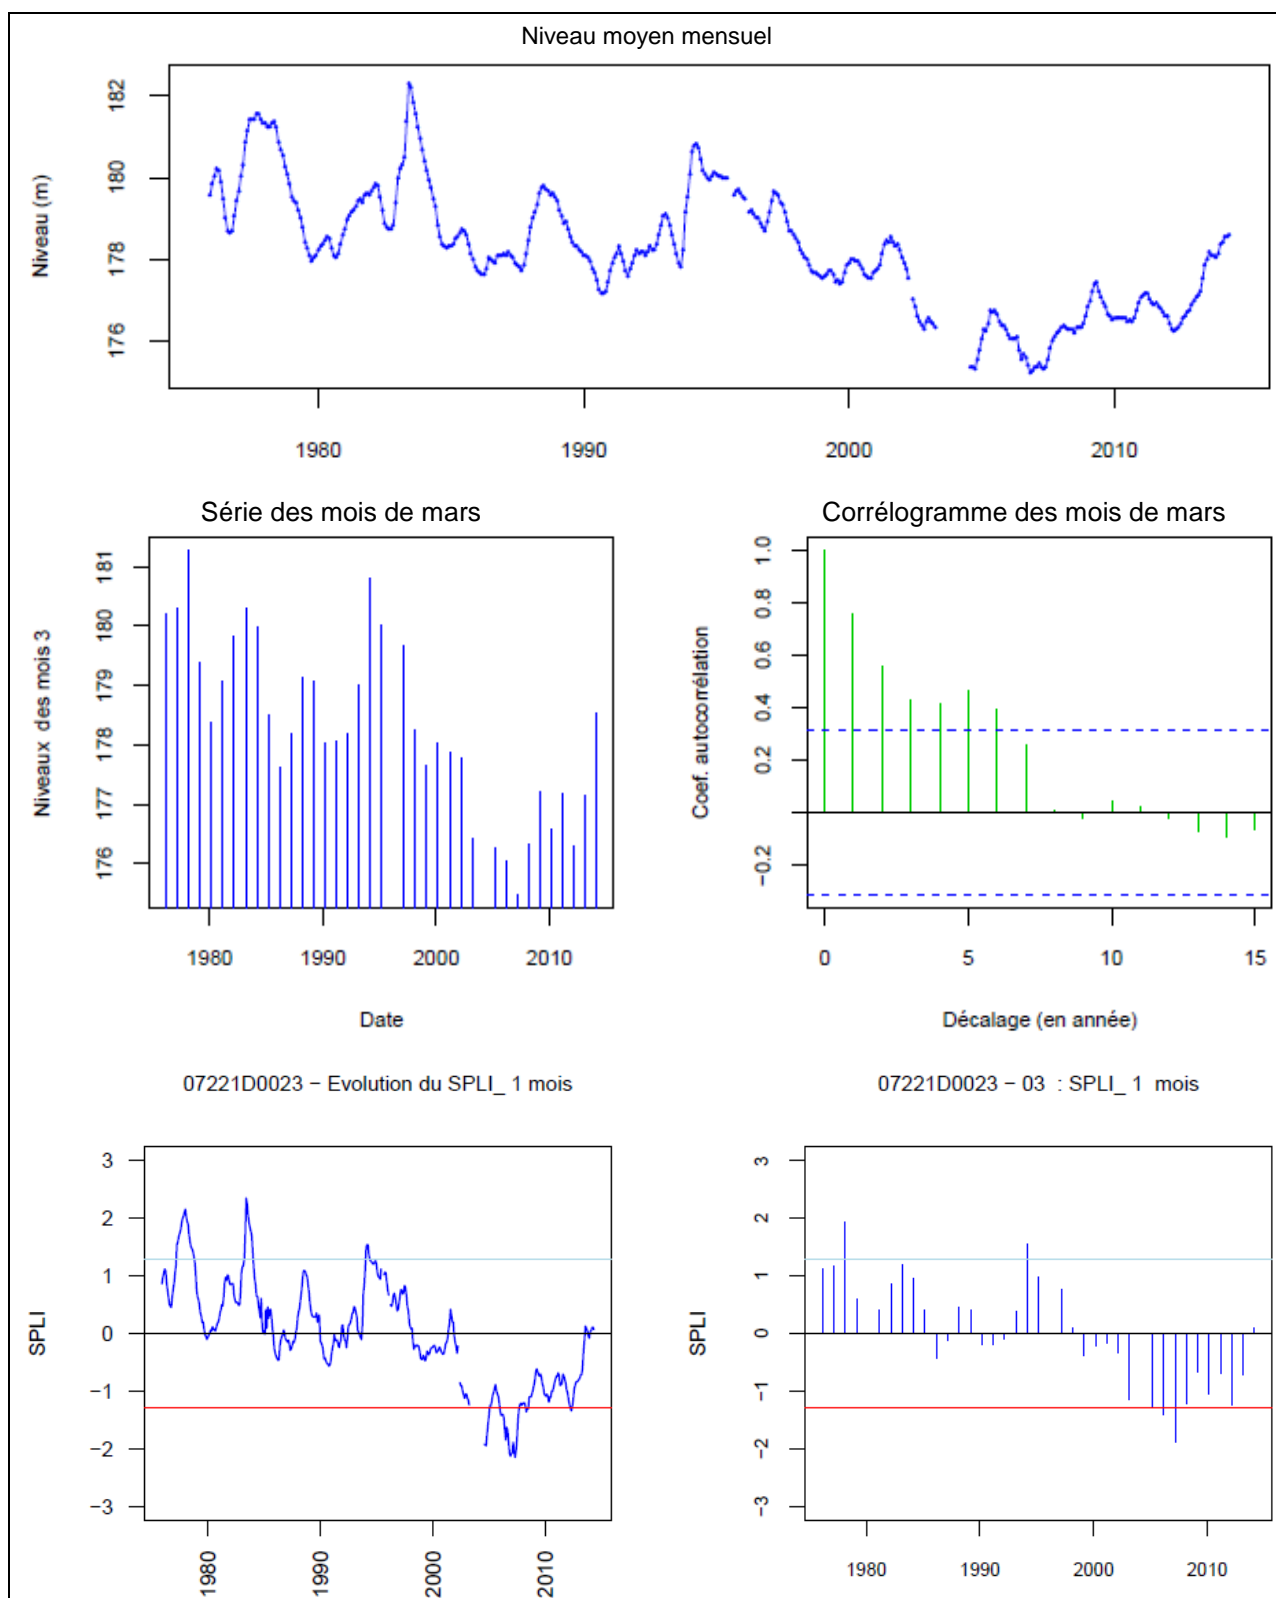 Niveau moyen mensuel
Niveau (m)
182
180
178
176
1980 1990 2000 2010
Série des mois de mars
Niveaux des mois 3
181
180
179
178
177
176
1980 1990 2000 2010
Date
Corrélogramme des mois de mars
Coef. autocorrélation
1.0
0.8
0.6
0.4
0.2
−0.2
0 5 10 15
Décalage (en année)
07221D0023 − Evolution du SPLI_ 1 mois
SPLI
3
2
1
0
−1
−2
−3
1980 1990 2000 2010
07221D0023 − 03 : SPLI_ 1 mois
SPLI
3
2
1
0
−1
−2
−3
1980 1990 2000 2010